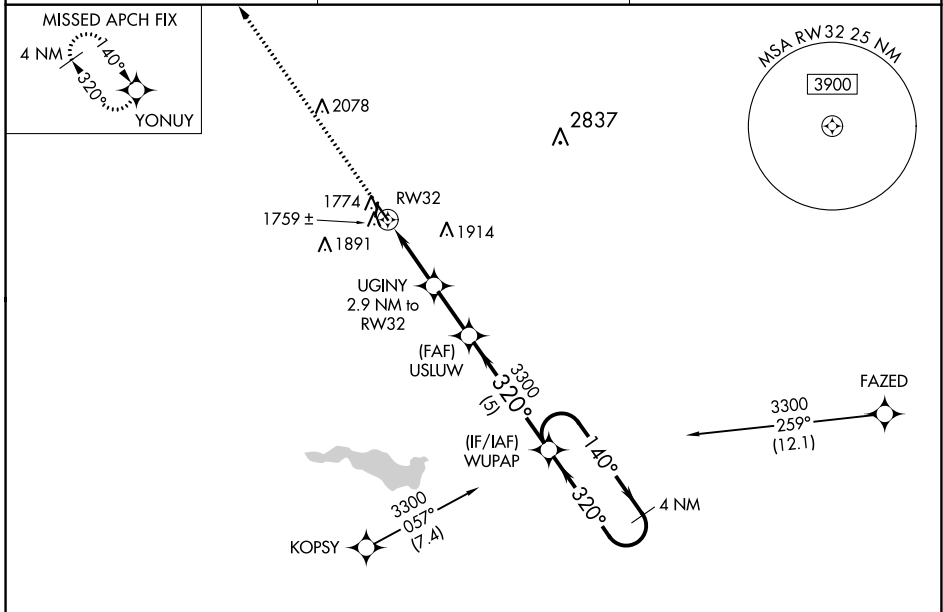 MISSED APCH FIX
4 NM
140°
320°
YONUY
MSA RW32 25 NM
3900
2078
2837
1774
RW32
1759 ±
1914
1891
UGINY
2.9 NM to
RW32
(FAF)
USLUW
3300
320°
(5)
FAZED
3300
259°
(12.1)
(IF/IAF)
WUPAP
140°
320°
4 NM
3300
057°
(7.4)
KOPSY